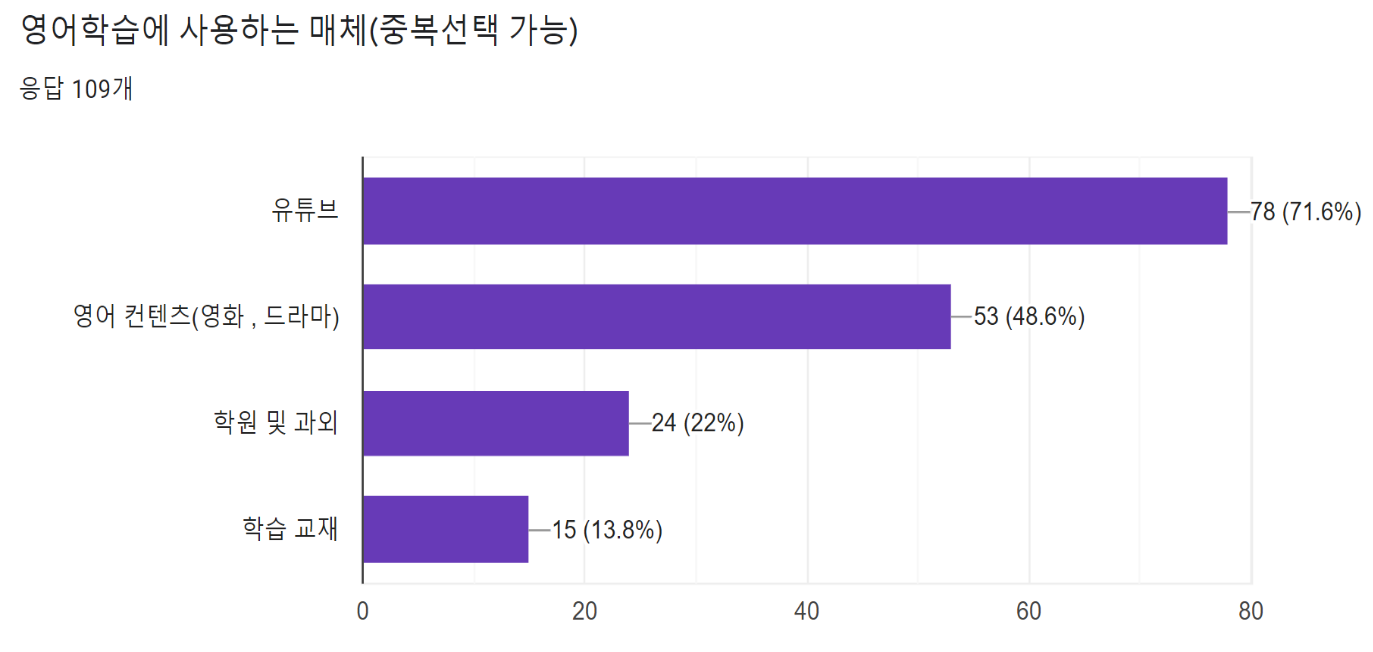 영어학습에 사용하는 매체(중복선택 가능)
응답 109개
유튜브
78 (71.6%)
영어 컨텐츠(영화 , 드라마)
53 (48.6%)
학원 및 과외
24 (22%)
학습 교재
15 (13.8%)
0 20 40 60 80